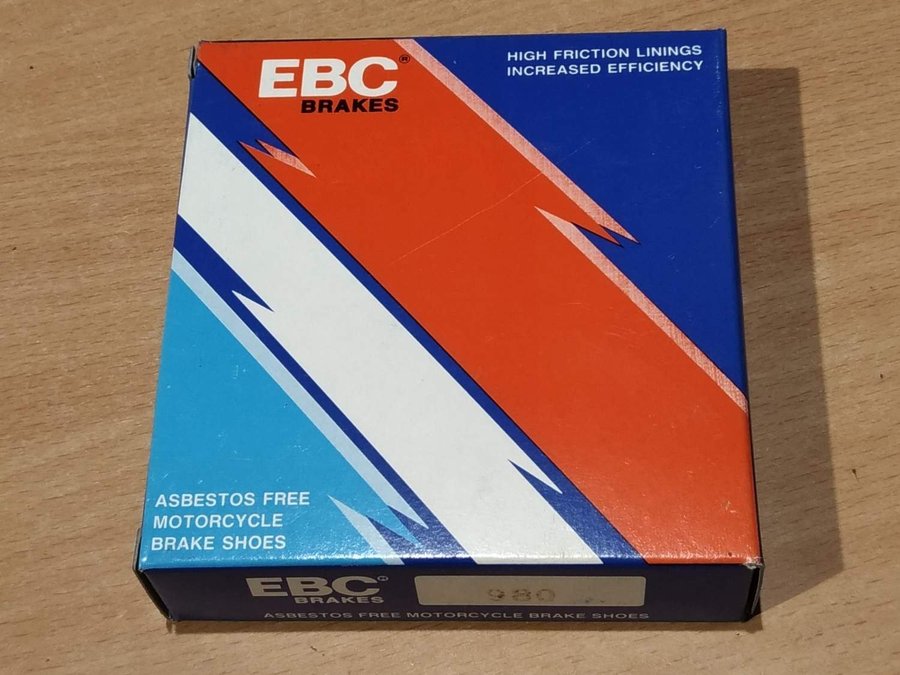 EBC®
BRAKES
HIGH FRICTION LININGS
INCREASED EFFICIENCY
ASBESTOS FREE
MOTORCYCLE
BRAKE SHOES
EBC®
BRAKES
980
ASBESTOS FREE MOTORCYCLE BRAKE SHOES